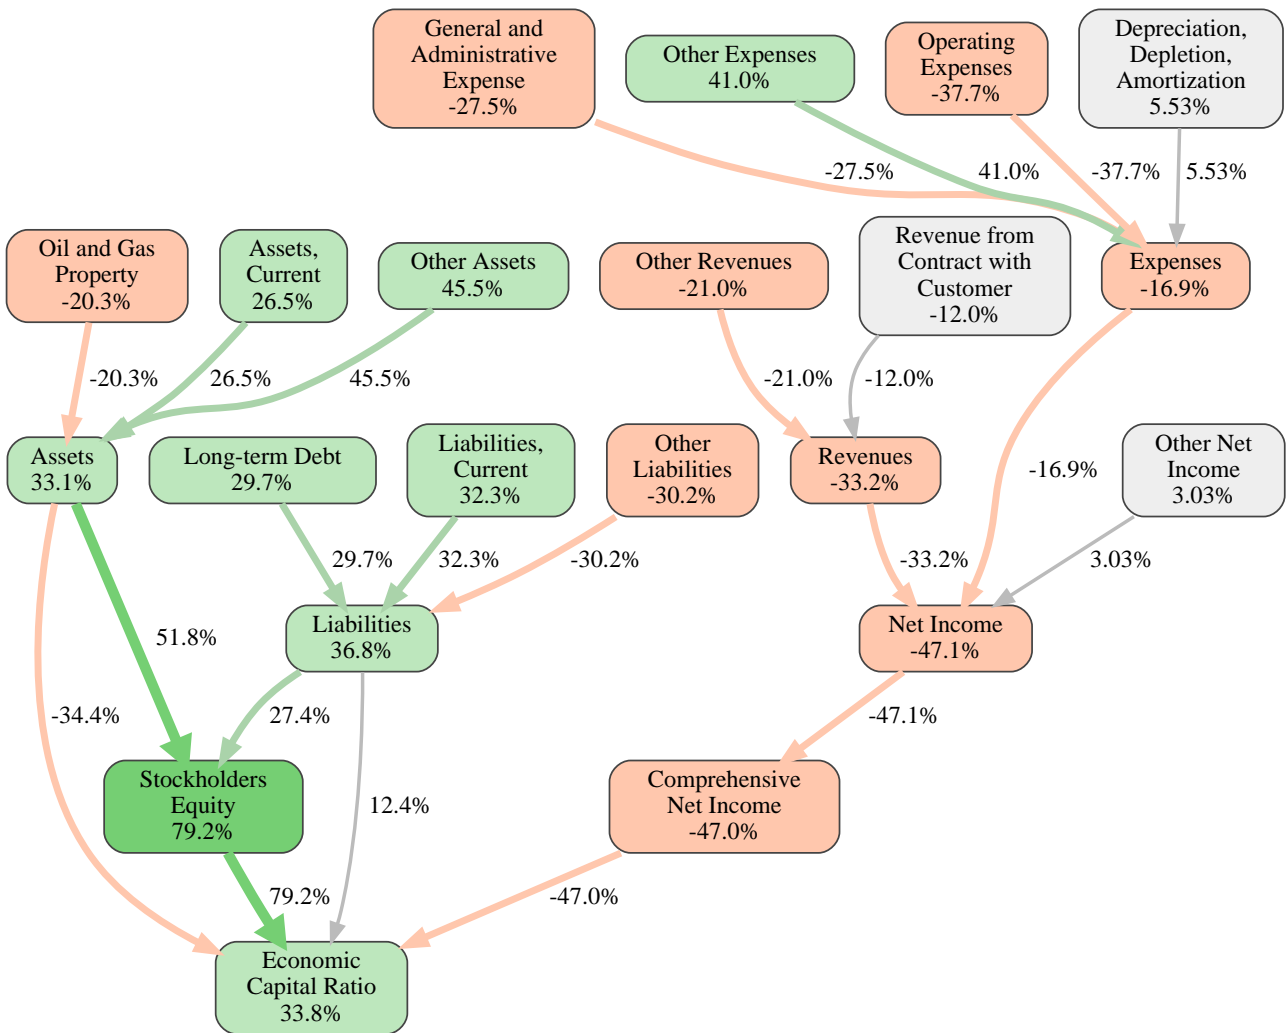 General and
Administrative
Expense
-27.5%
Other Expenses
41.0%
Operating
Expenses
-37.7%
Depreciation,
Depletion,
Amortization
5.53%
-27.5%
41.0%
-37.7%
5.53%
Oil and Gas
Property
-20.3%
Assets,
Current
26.5%
Other Assets
45.5%
Other Revenues
-21.0%
Revenue from
Contract with
Customer
-12.0%
Expenses
-16.9%
-20.3%
26.5%
45.5%
-21.0%
-12.0%
Assets
33.1%
Long-term Debt
29.7%
Liabilities,
Current
32.3%
Other
Liabilities
-30.2%
Revenues
-33.2%
-16.9%
Other Net
Income
3.03%
29.7%
32.3%
-30.2%
-33.2%
3.03%
51.8%
Liabilities
36.8%
Net Income
-47.1%
-34.4%
27.4%
-47.1%
Stockholders
Equity
79.2%
12.4%
Comprehensive
Net Income
-47.0%
79.2%
-47.0%
Economic
Capital Ratio
33.8%